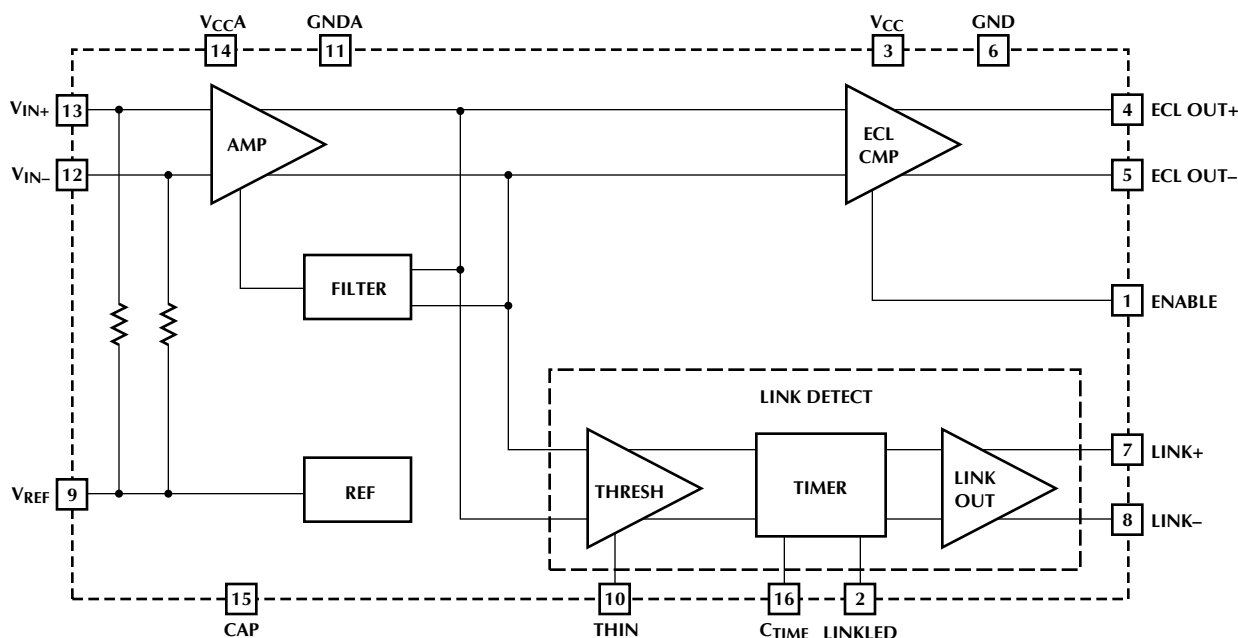 VCCA
GNDA
VCC
GND
14
11
3
6
VIN+ 13
4 ECL OUT+
AMP
ECL
CMP
VIN– 12
5 ECL OUT–
FILTER
1 ENABLE
LINK DETECT
7 LINK+
VREF 9
REF
THRESH
TIMER
LINK
OUT
8 LINK–
15
10
16
2
CAP
THIN
CTIME
LINKLED